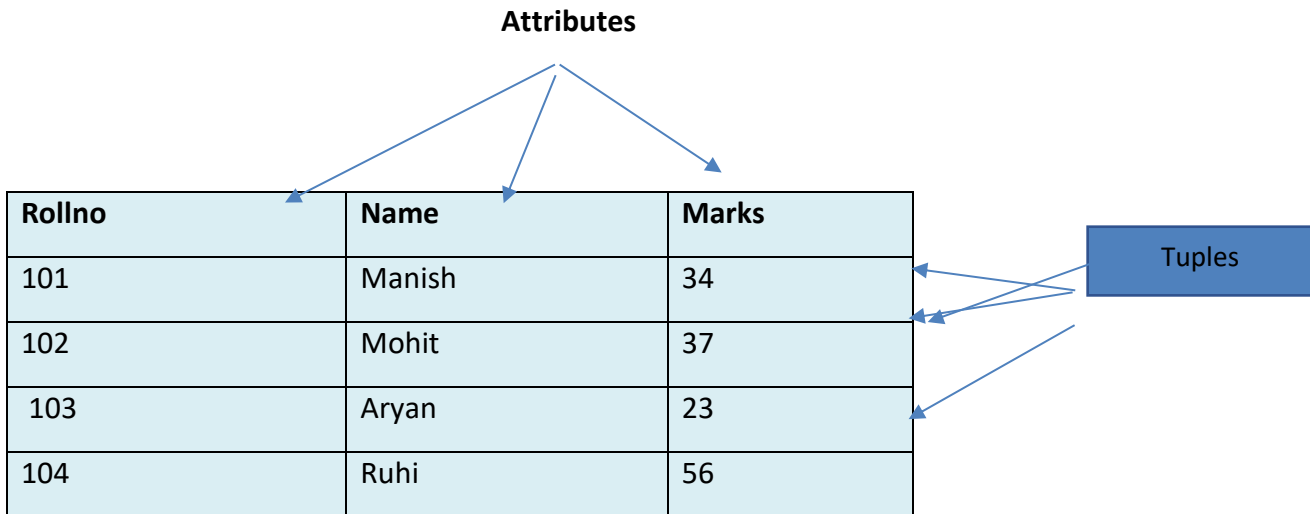 Attributes
Rollno Name Marks
Tuples
101 Manish 34
102 Mohit 37
103 Aryan 23
104 Ruhi 56